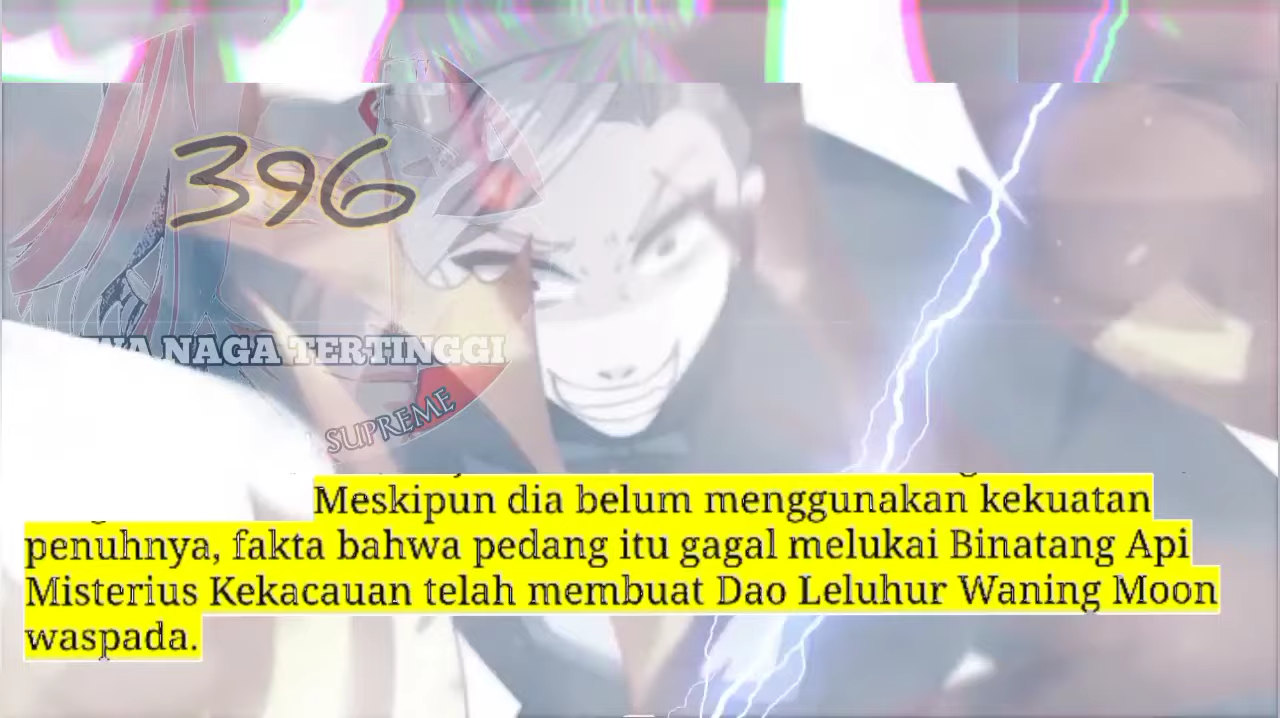 396
WA NAGA TERTINGGI
SUPREME
Meskipun dia belum menggunakan kekuatan
penuhnya, fakta bahwa pedang itu gagal melukai Binatang Api
Misterius Kekacauan telah membuat Dao Leluhur Waning Moon
waspada.